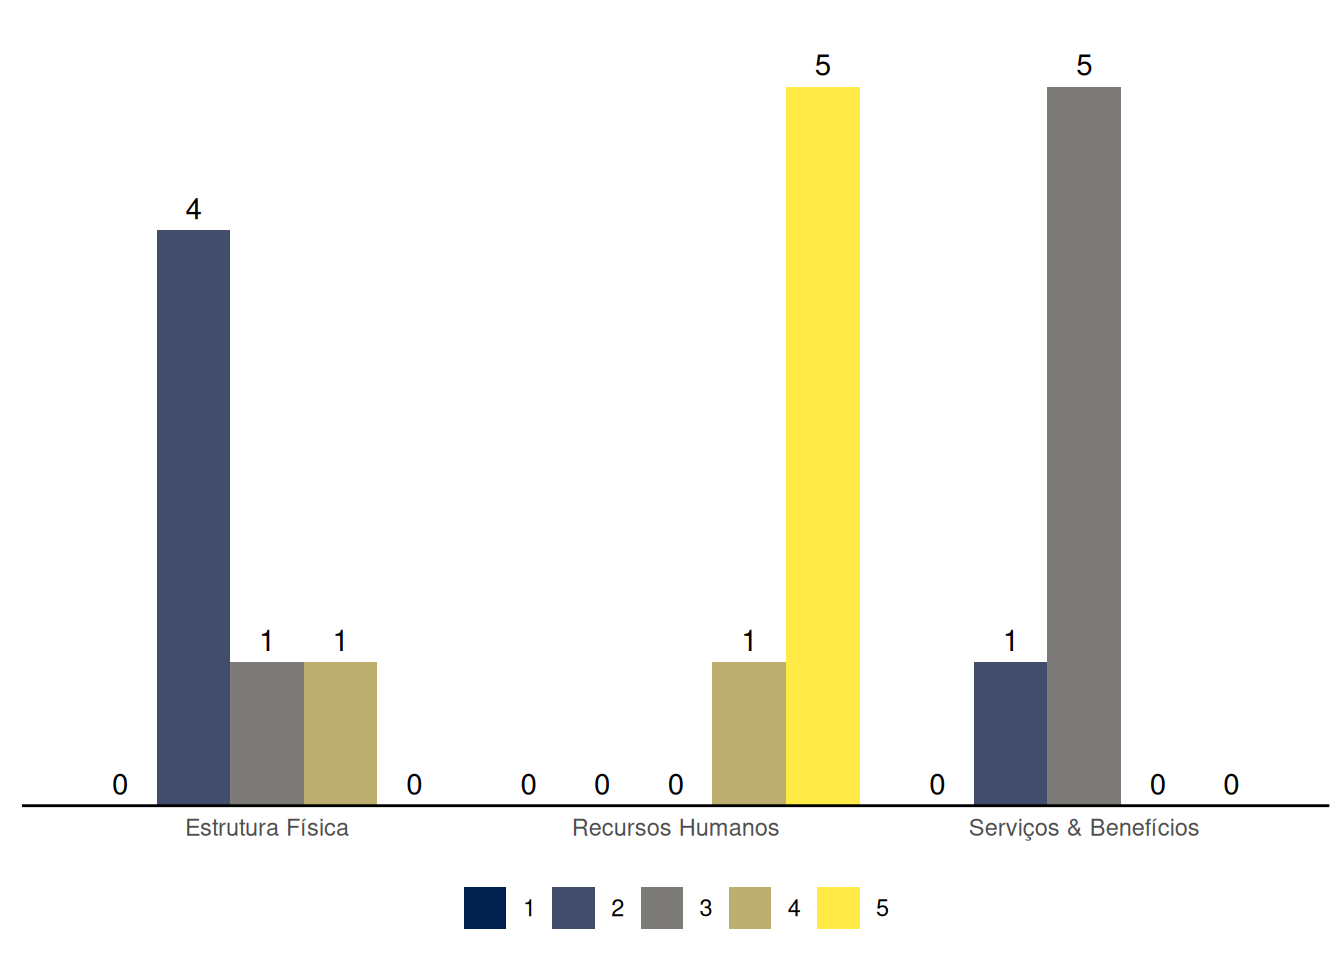 5 5
4
1 1 1 1
0 0 0 0 0 0 0 0
Estrutura Física Recursos Humanos Serviços & Benefícios
1 2 3 4 5